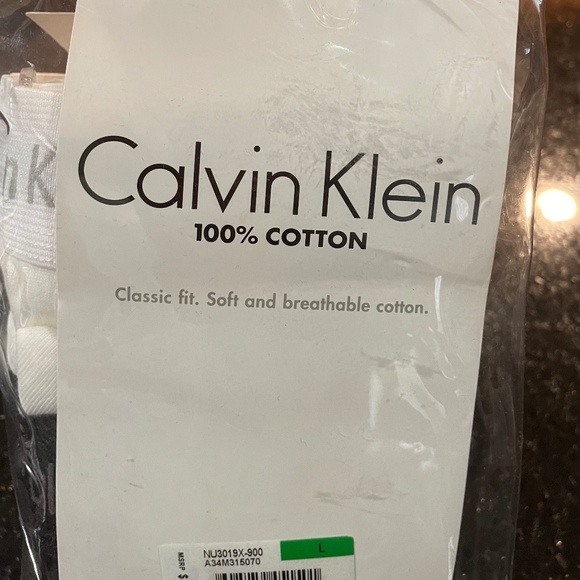 n K
Calvin Klein
100% COTTON
Classic fit. Soft and breathable cotton.
NU3019X-900
L
A34M315070
MSRP $